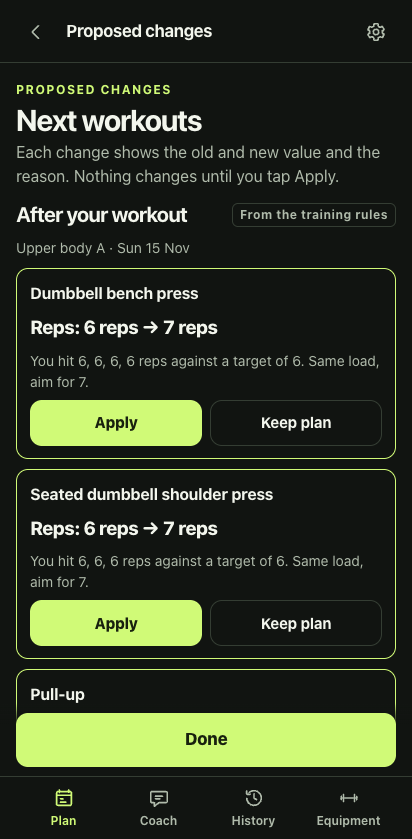 Proposed changes
PROPOSED CHANGES
Next workouts
Each change shows the old and new value and the
reason. Nothing changes until you tap Apply.
After your workout
From the training rules
Upper body A · Sun 15 Nov
Dumbbell bench press
Reps: 6 reps → 7 reps
You hit 6, 6, 6, 6 reps against a target of 6. Same load,
aim for 7.
Apply
Keep plan
Seated dumbbell shoulder press
Reps: 6 reps → 7 reps
You hit 6, 6, 6 reps against a target of 6. Same load,
aim for 7.
Apply
Keep plan
Pull-up
Done
Plan
Coach
History
Equipment